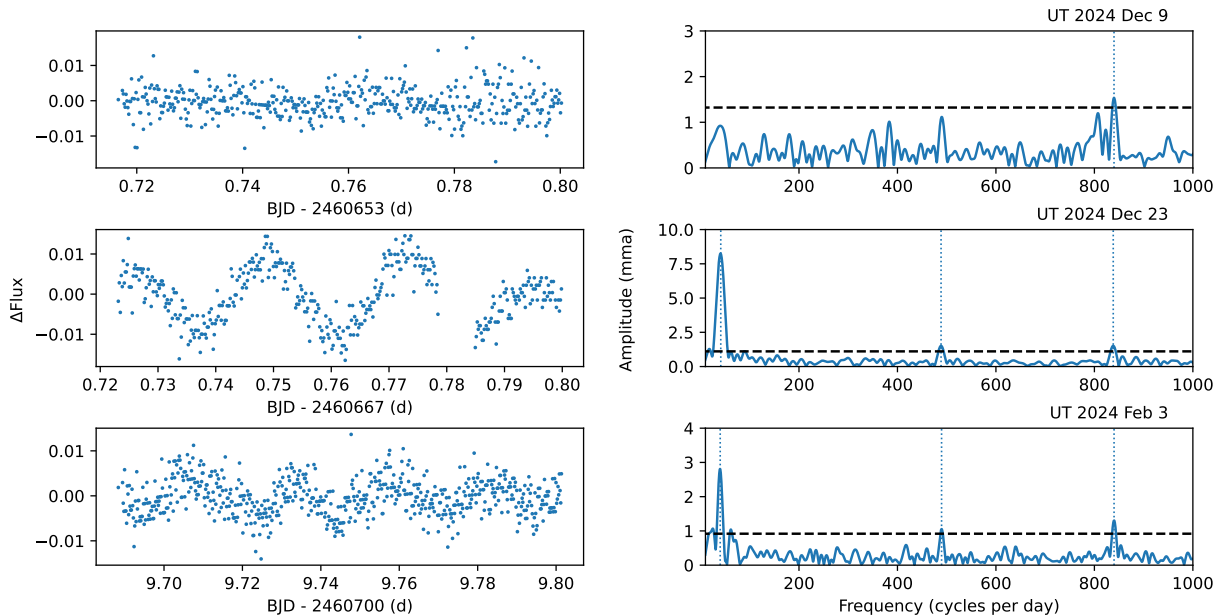 UT 2024 Dec 9
0.01
0.00
−0.01
0.72 0.74 0.76 0.78 0.80
BJD - 2460653 (d)
3
2
1
0
200 400 600 800 1000
UT 2024 Dec 23
ΔFlux
0.01
0.00
−0.01
0.72 0.73 0.74 0.75 0.76 0.77 0.78 0.79 0.80
BJD - 2460667 (d)
Amplitude (mma)
10.0
7.5
5.0
2.5
0.0
200 400 600 800 1000
UT 2024 Feb 3
0.01
0.00
−0.01
9.70 9.72 9.74 9.76 9.78 9.80
BJD - 2460700 (d)
4
3
2
1
0
200 400 600 800 1000
Frequency (cycles per day)